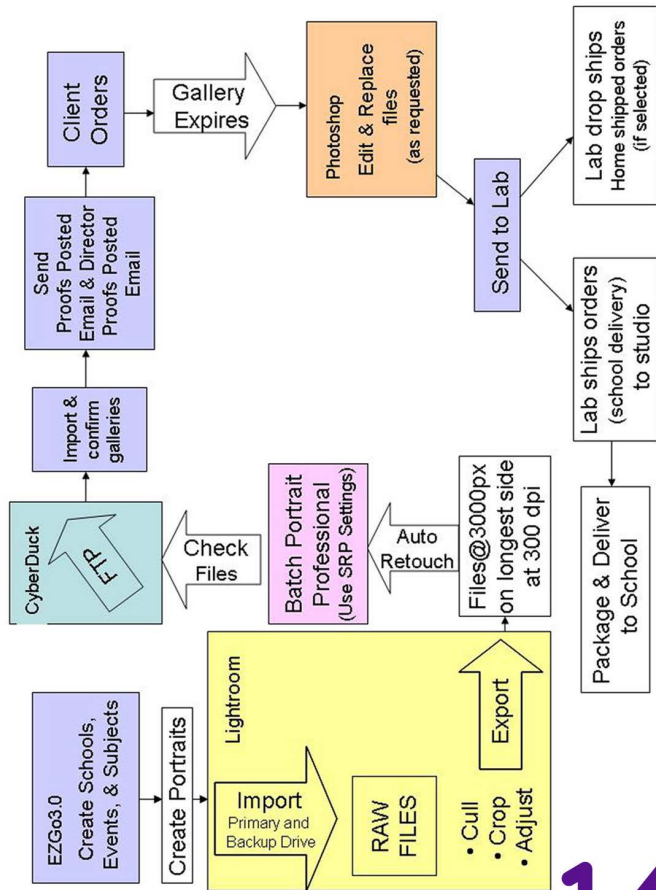 EZGo3.0
Create Schools,
Events, & Subjects
Create Portraits
Lightroom
Import
Primary and
Backup Drive
RAW
FILES
• Cull
• Crop
• Adjust
Export
Files@3000px
on longest side
at 300 dpi
Auto
Retouch
Batch Portrait
Professional
(Use SRP Settings)
Check
Files
CyberDuck
FTP
Import &
confirm
galleries
Send
Proofs Posted
Email & Director
Proofs Posted
Email
Client
Orders
Gallery
Expires
Photoshop
Edit & Replace
files
(as requested)
Send to Lab
Lab ships orders
(school delivery)
to studio
Package & Deliver
to School
Lab drop ships
Home shipped orders
(if selected)